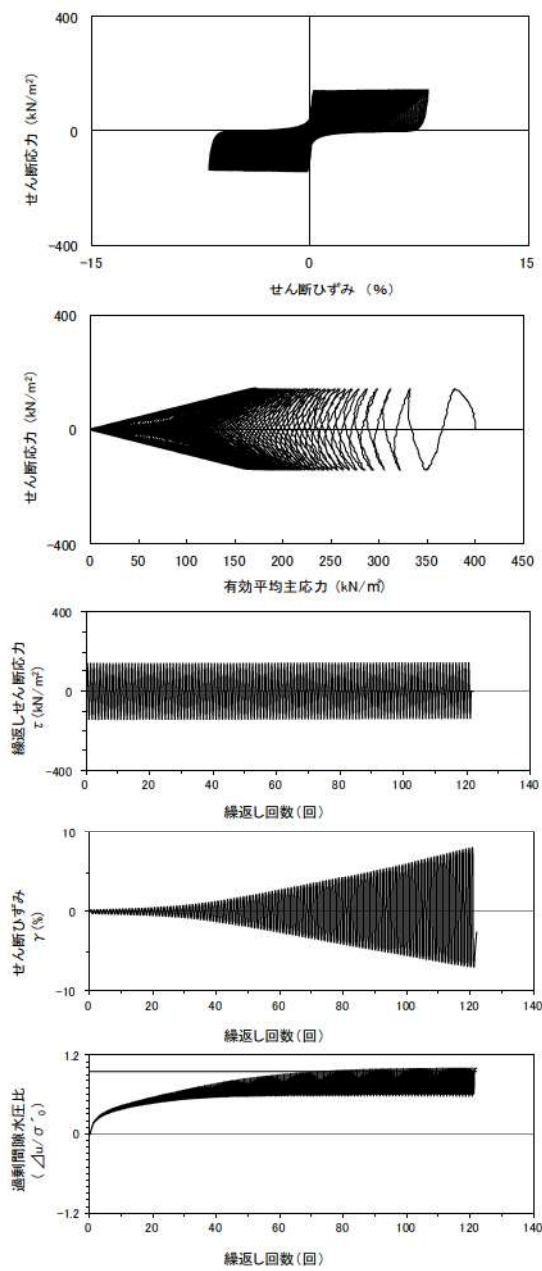 400
0
-400
せん断応力 (kN/m²)
-15
0
15
せん断ひずみ (%)
400
0
-400
せん断応力 (kN/m²)
0 50 100 150 200 250 300 350 400 450
有効平均主応力 (kN/㎡)
400
0
-400
繰返しせん断応力
τ (kN/m²)
0 20 40 60 80 100 120 140
繰返し回数(回)
10
0
-10
せん断ひずみ
γ (%)
0 20 40 60 80 100 120 140
繰返し回数(回)
1.2
0
-1.2
過剰間隙水圧比
(⊿u/σ´₀)
0 20 40 60 80 100 120 140
繰返し回数(回)